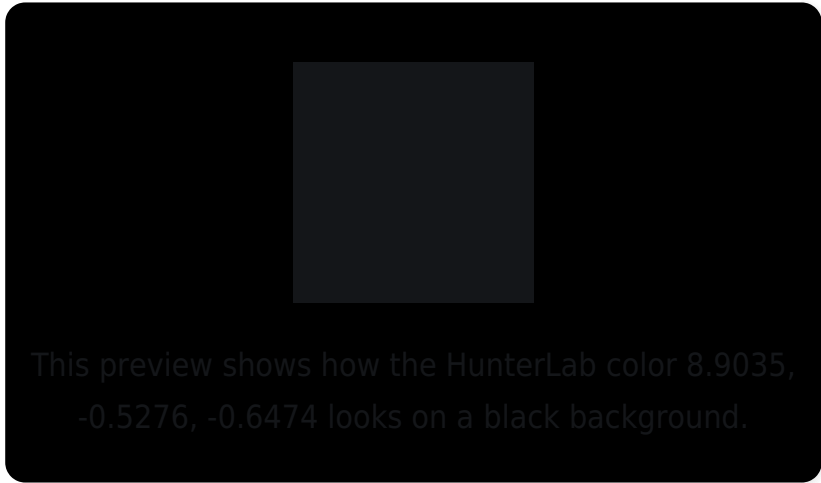 This preview shows how the HunterLab color 8.9035,
-0.5276, -0.6474 looks on a black background.